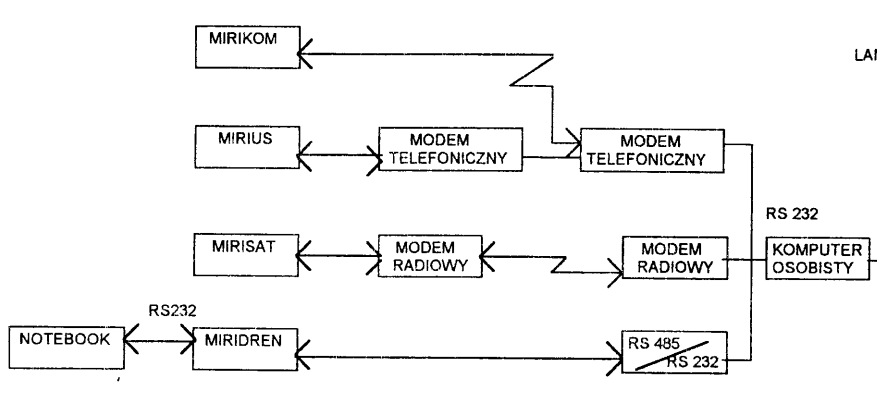 MIRIKOM
LAN
MIRIUS
MODEM
TELEFONICZNY
MODEM
TELEFONICZNY
RS 232
MIRISAT
MODEM
RADIOWY
MODEM
RADIOWY
KOMPUTER
OSOBISTY
RS232
NOTEBOOK
MIRIDREN
RS 485
RS 232